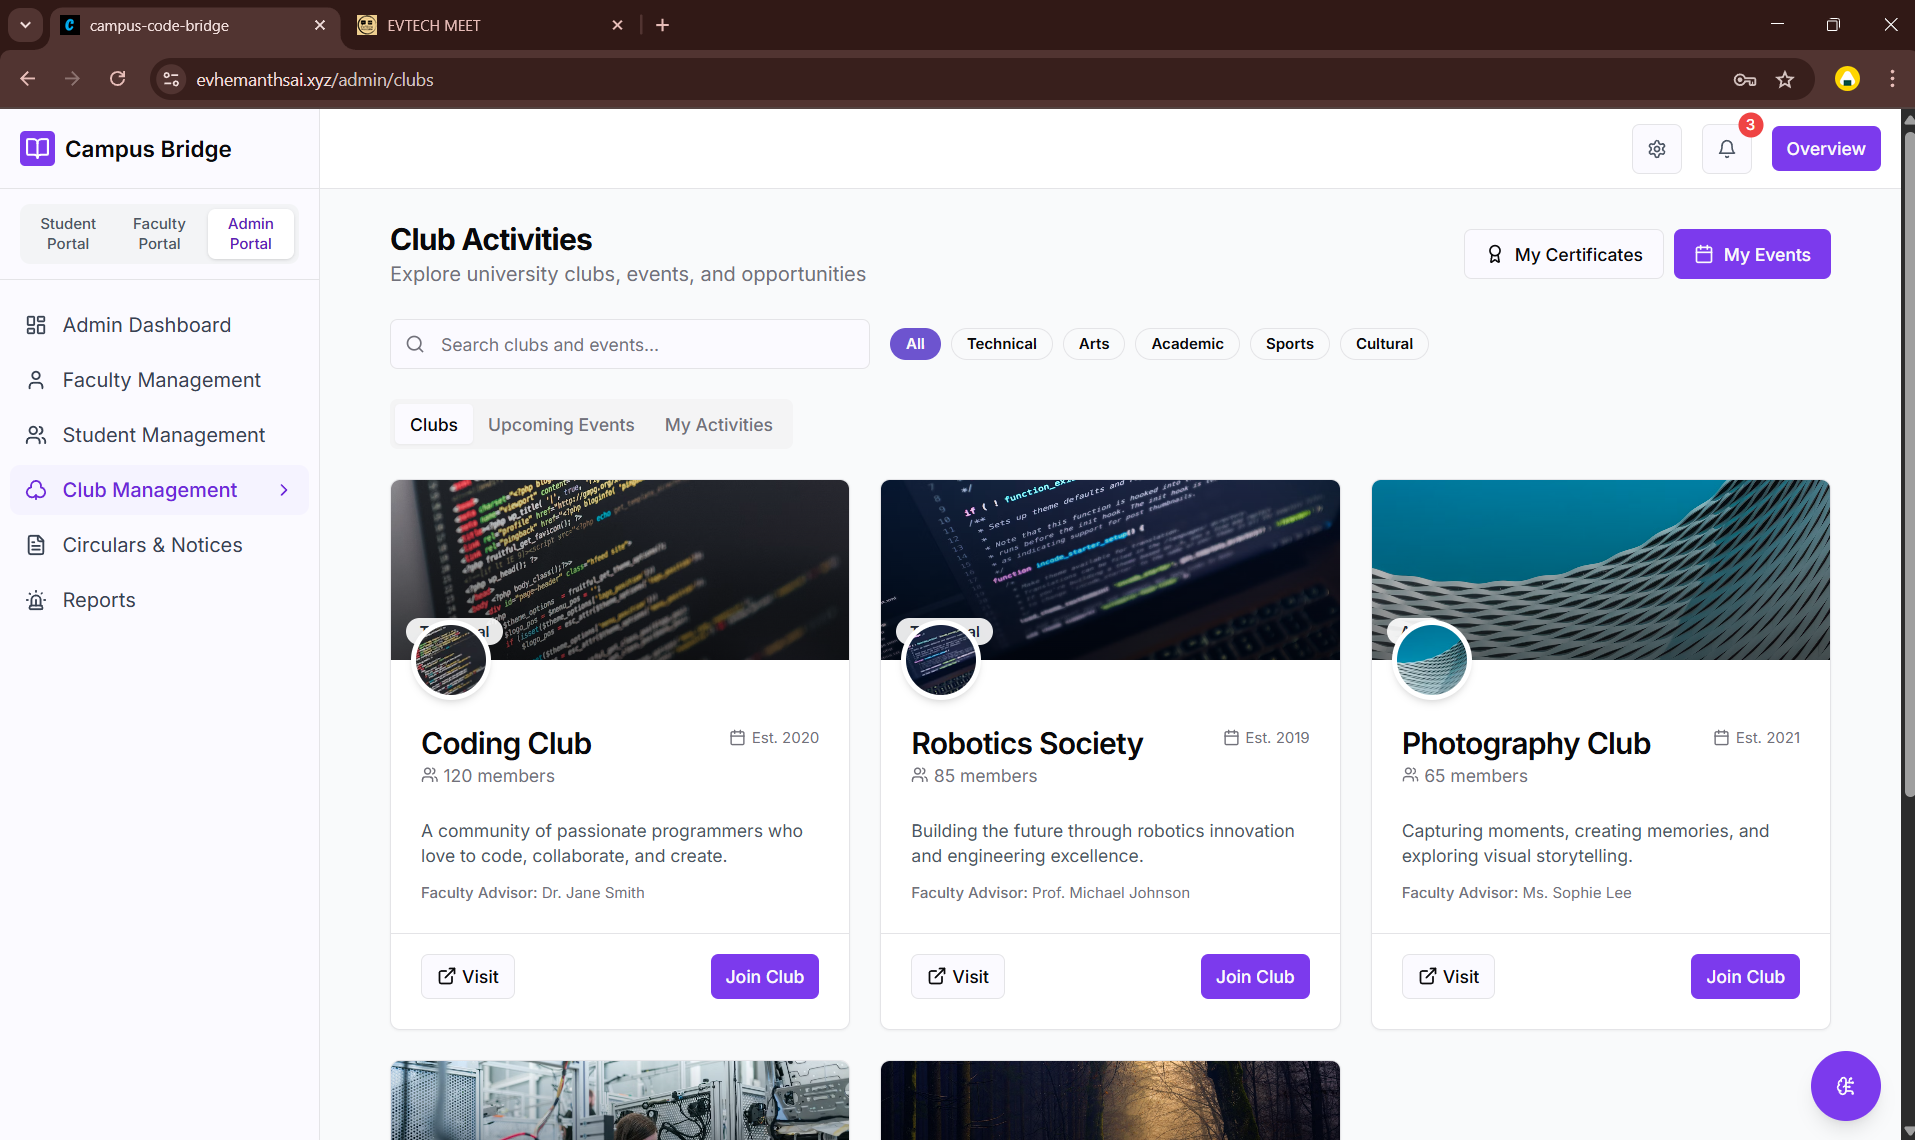 campus-code-bridge
EVTECH MEET
evhemanthsai.xyz/admin/clubs
Campus Bridge
3
Overview
Student Portal
Faculty Portal
Admin Portal
Admin Dashboard
Faculty Management
Student Management
Club Management
Circulars & Notices
Reports
Club Activities
Explore university clubs, events, and opportunities
My Certificates
My Events
Search clubs and events...
All
Technical
Arts
Academic
Sports
Cultural
Clubs
Upcoming Events
My Activities
Coding Club
Est. 2020
120 members
A community of passionate programmers who
love to code, collaborate, and create.
Faculty Advisor: Dr. Jane Smith
Visit
Join Club
Robotics Society
Est. 2019
85 members
Building the future through robotics innovation
and engineering excellence.
Faculty Advisor: Prof. Michael Johnson
Visit
Join Club
Photography Club
Est. 2021
65 members
Capturing moments, creating memories, and
exploring visual storytelling.
Faculty Advisor: Ms. Sophie Lee
Visit
Join Club